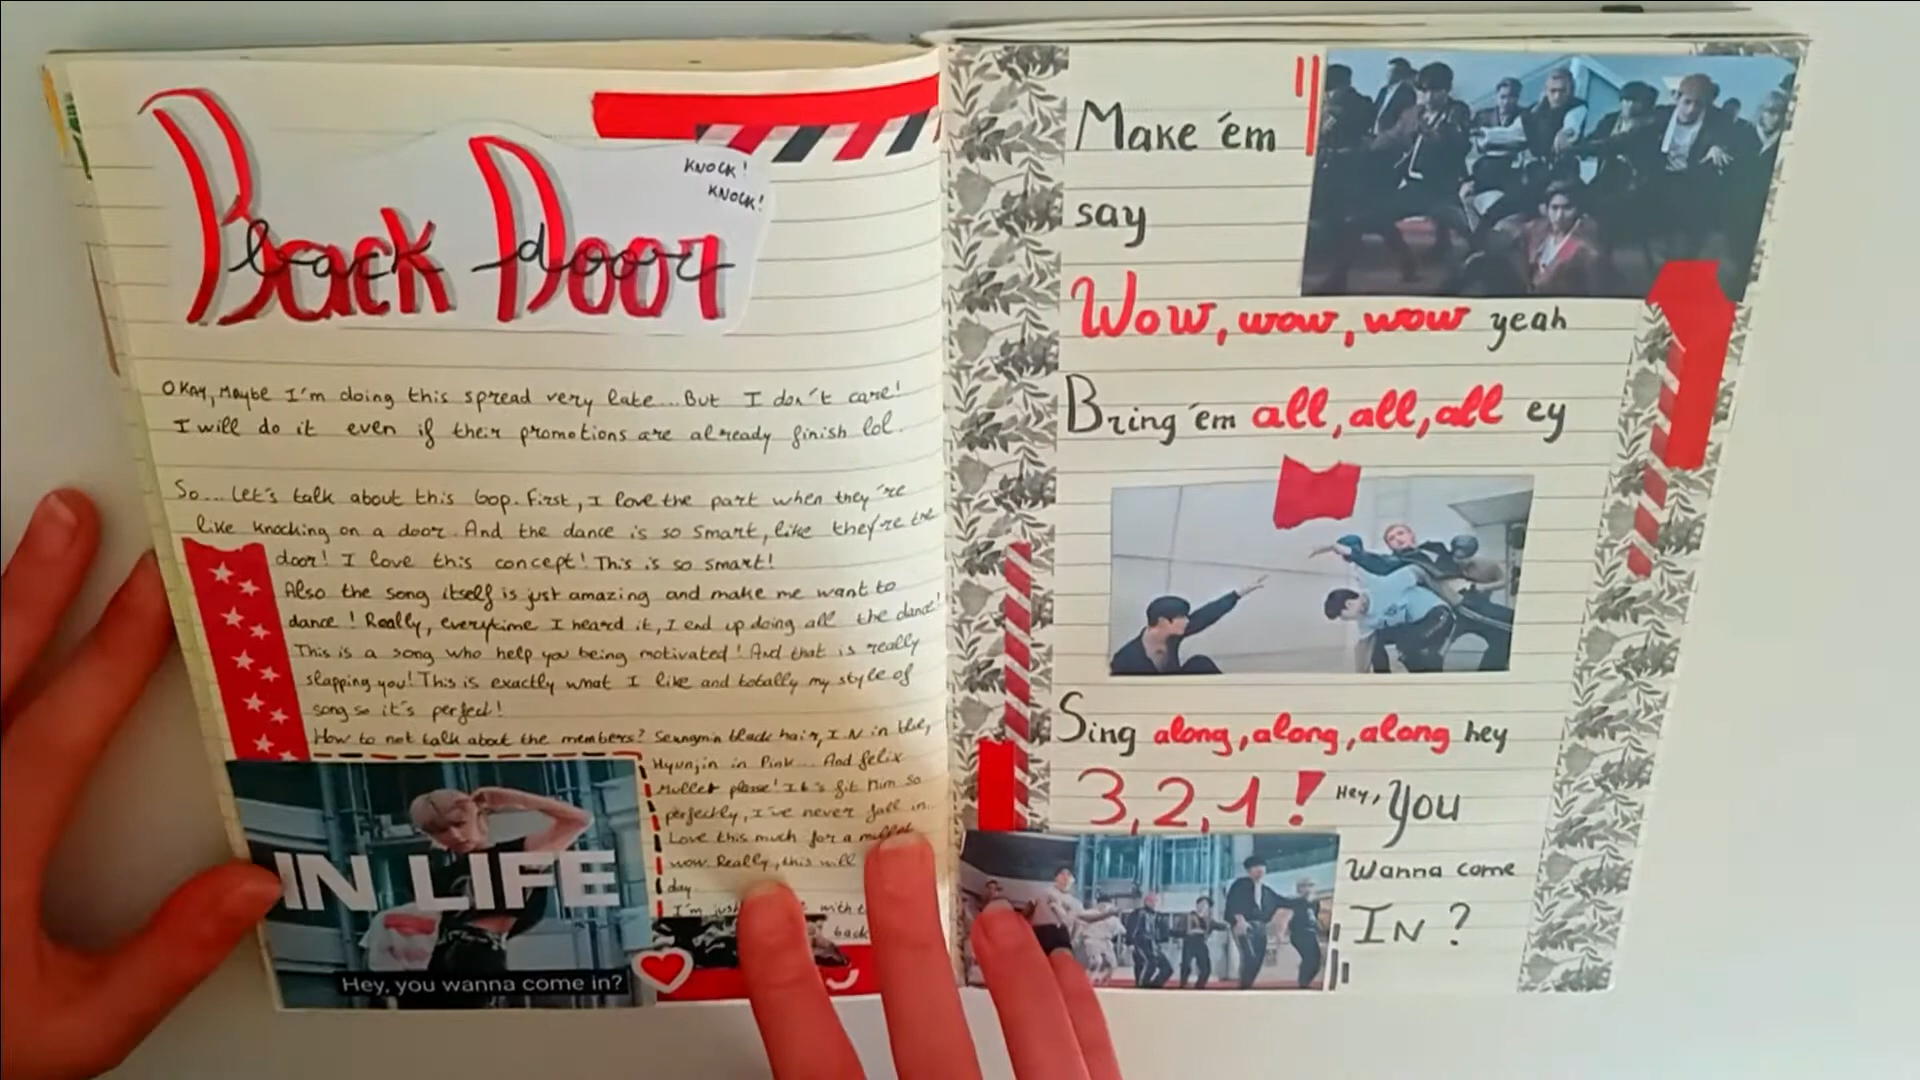 Back Door
back door
KNOCK!
KNOCK!
Okay, Maybe I'm doing this spread very late... But I don't care!
I will do it even if their promotions are already finish lol.
So... Let's talk about this bop. First, I love the part when they're
like knocking on a door. And the dance is so smart, like they're the
door! I love this concept! This is so smart!
Also the song itself is just amazing and make me want to
dance! Really, everytime I heard it, I end up doing all the dance!
This is a song who help you being motivated! And that is really
slapping you! This is exactly what I like and totally my style of
song so it's perfect!
How to not talk about the members? Seungmin black hair, I.N in blue,
Hyunjin in Pink... And Felix
Mullet please! It's fit him so
perfectly, I've never fall in
Love this much for a mullet
wow. Really, this will
day
I'm just with
back
IN LIFE
Hey, you wanna come in?
Make 'em
say
Wow, wow, wow yeah
Bring 'em all, all, all ey
Sing along, along, along hey
3, 2, 1! Hey, You
Wanna come
IN?